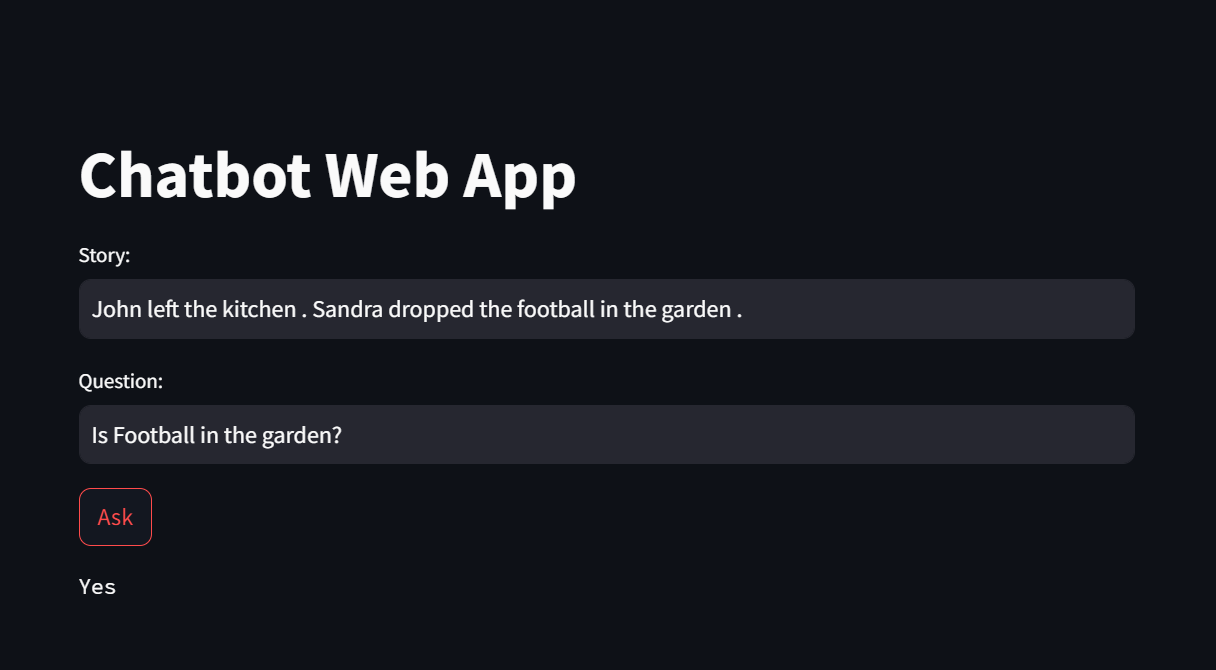 Chatbot Web App
Story:
John left the kitchen . Sandra dropped the football in the garden .
Question:
Is Football in the garden?
Ask
Yes